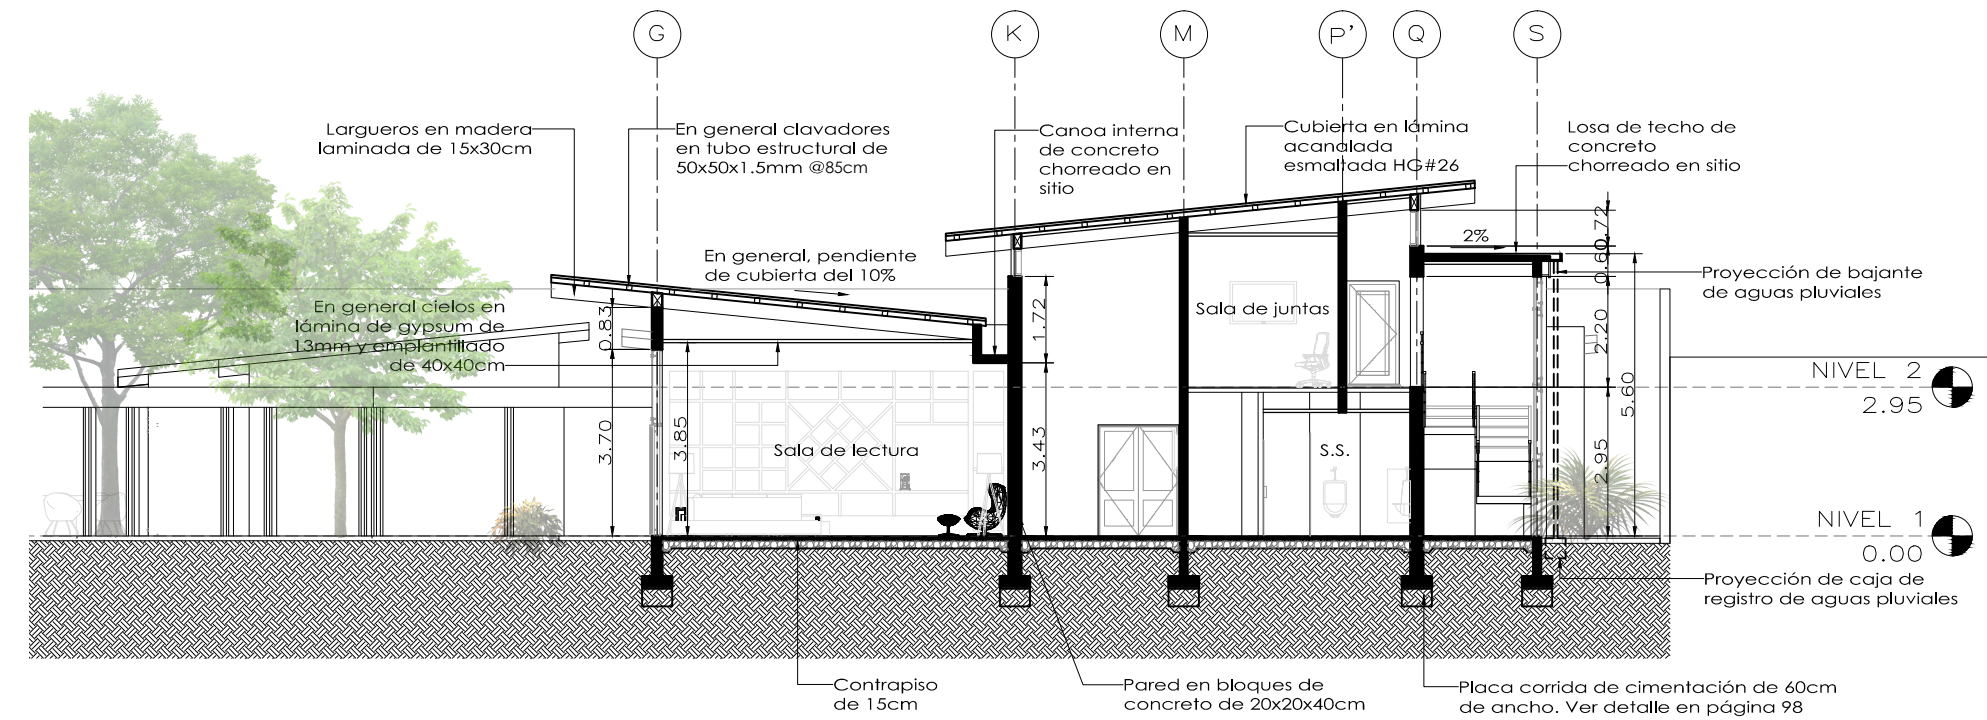 G
K
M
P'
Q
S
Largueros en madera
laminada de 15x30cm
En general clavadores
en tubo estructural de
50x50x1.5mm @85cm
Canoa interna
de concreto
chorreado en
sitio
Cubierta en lámina
acanalada
esmaltada HG#26
Losa de techo de
concreto
chorreado en sitio
En general, pendiente
de cubierta del 10%
2%
0.72
0.60
Proyección de bajante
de aguas pluviales
En general cielos en
lámina de gypsum de
13mm y emplantillado
de 40x40cm
0.83
1.72
Sala de juntas
2.20
5.60
NIVEL 2
2.95
3.70
3.85
Sala de lectura
3.43
S.S.
2.95
NIVEL 1
0.00
Proyección de caja de
registro de aguas pluviales
Contrapiso
de 15cm
Pared en bloques de
concreto de 20x20x40cm
Placa corrida de cimentación de 60cm
de ancho. Ver detalle en página 98